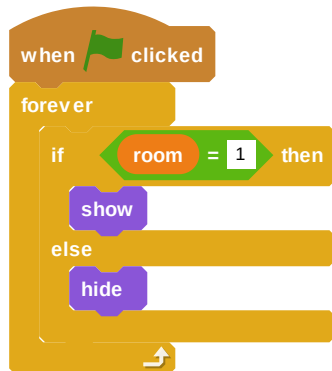 when clicked
forever
if room = 1 then
show
else
hide